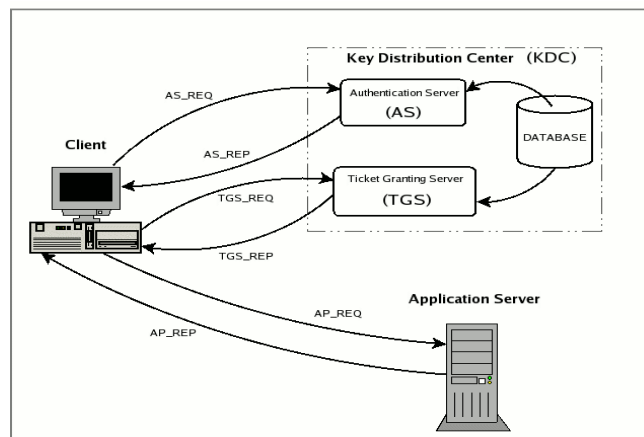 Key Distribution Center (KDC)
AS_REQ
Authentication Server
(AS)
Client
DATABASE
AS_REP
Ticket Granting Server
(TGS)
TGS_REQ
TGS_REP
Application Server
AP_REQ
AP_REP